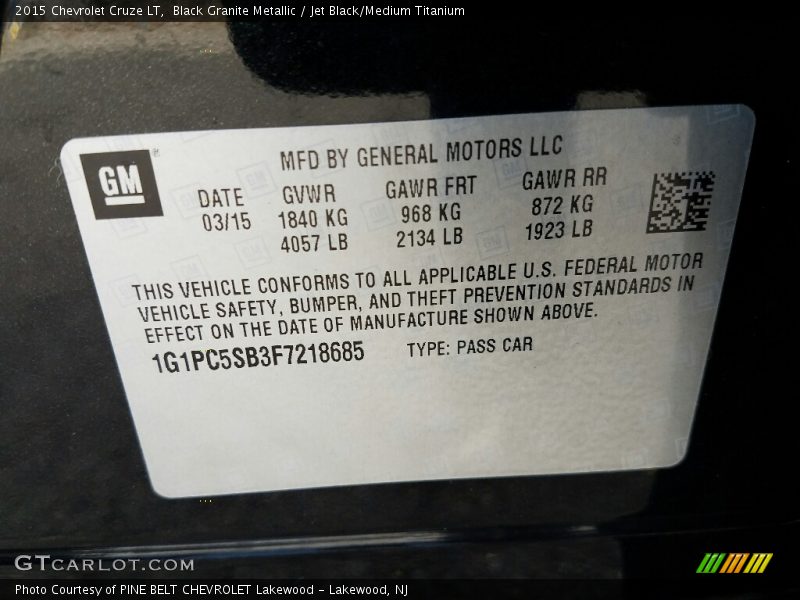 2015 Chevrolet Cruze LT, Black Granite Metallic / Jet Black/Medium Titanium
GM
MFD BY GENERAL MOTORS LLC
DATE GVWR GAWR FRT GAWR RR
03/15 1840 KG 968 KG 872 KG
4057 LB 2134 LB 1923 LB
THIS VEHICLE CONFORMS TO ALL APPLICABLE U.S. FEDERAL MOTOR
VEHICLE SAFETY, BUMPER, AND THEFT PREVENTION STANDARDS IN
EFFECT ON THE DATE OF MANUFACTURE SHOWN ABOVE.
1G1PC5SB3F7218685 TYPE: PASS CAR
GTCARLOT.COM
Photo Courtesy of PINE BELT CHEVROLET Lakewood - Lakewood, NJ